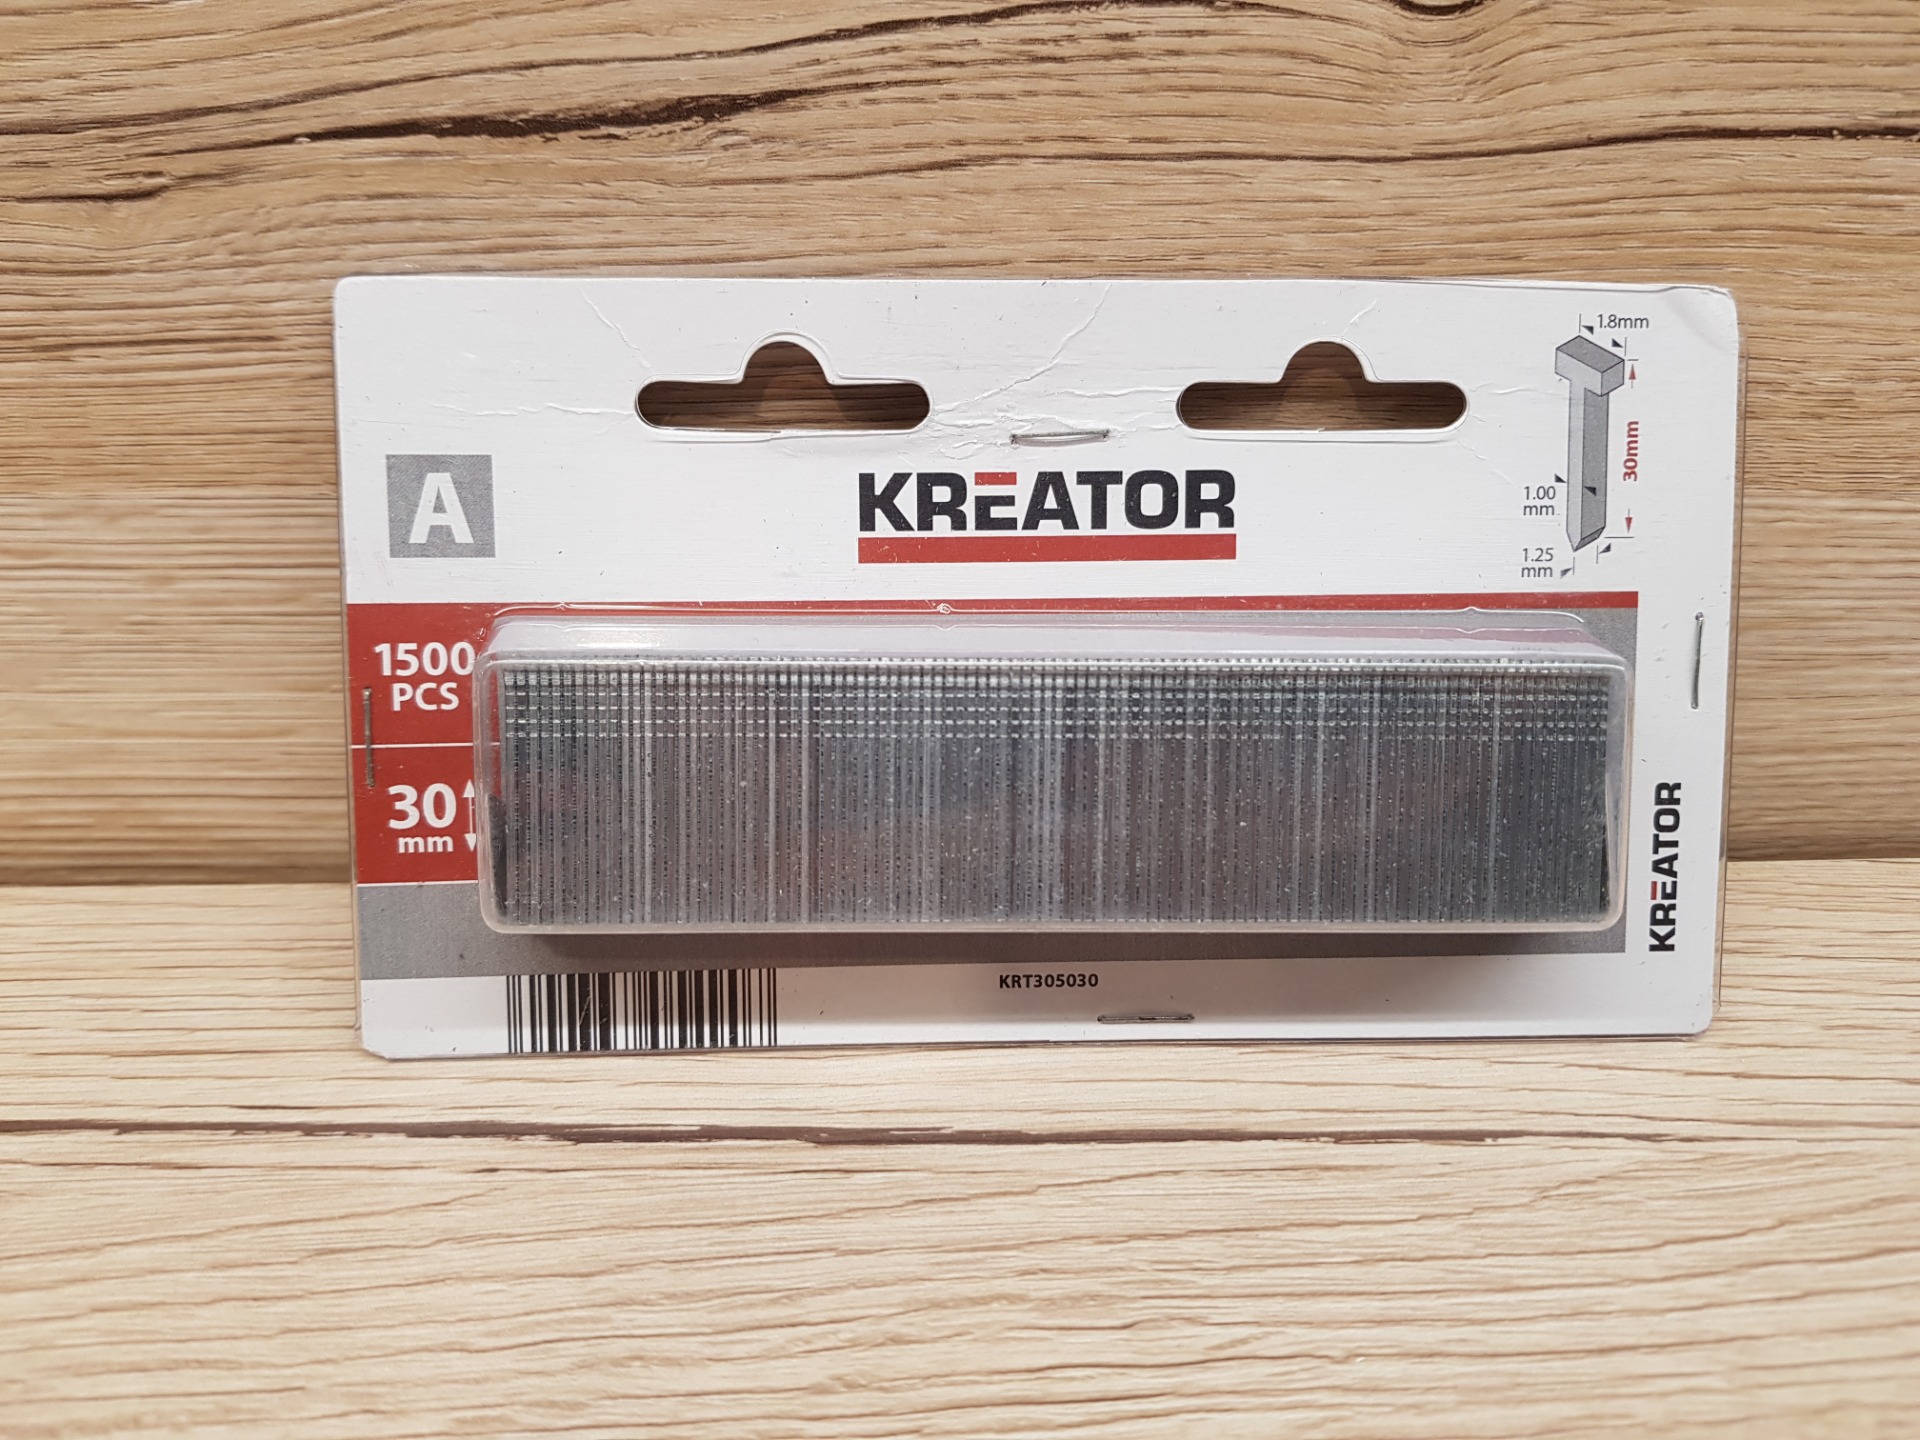 1.8mm
30mm
1.00
mm
1.25
mm
A
KREATOR
1500
PCS
30
mm
KREATOR
KRT305030